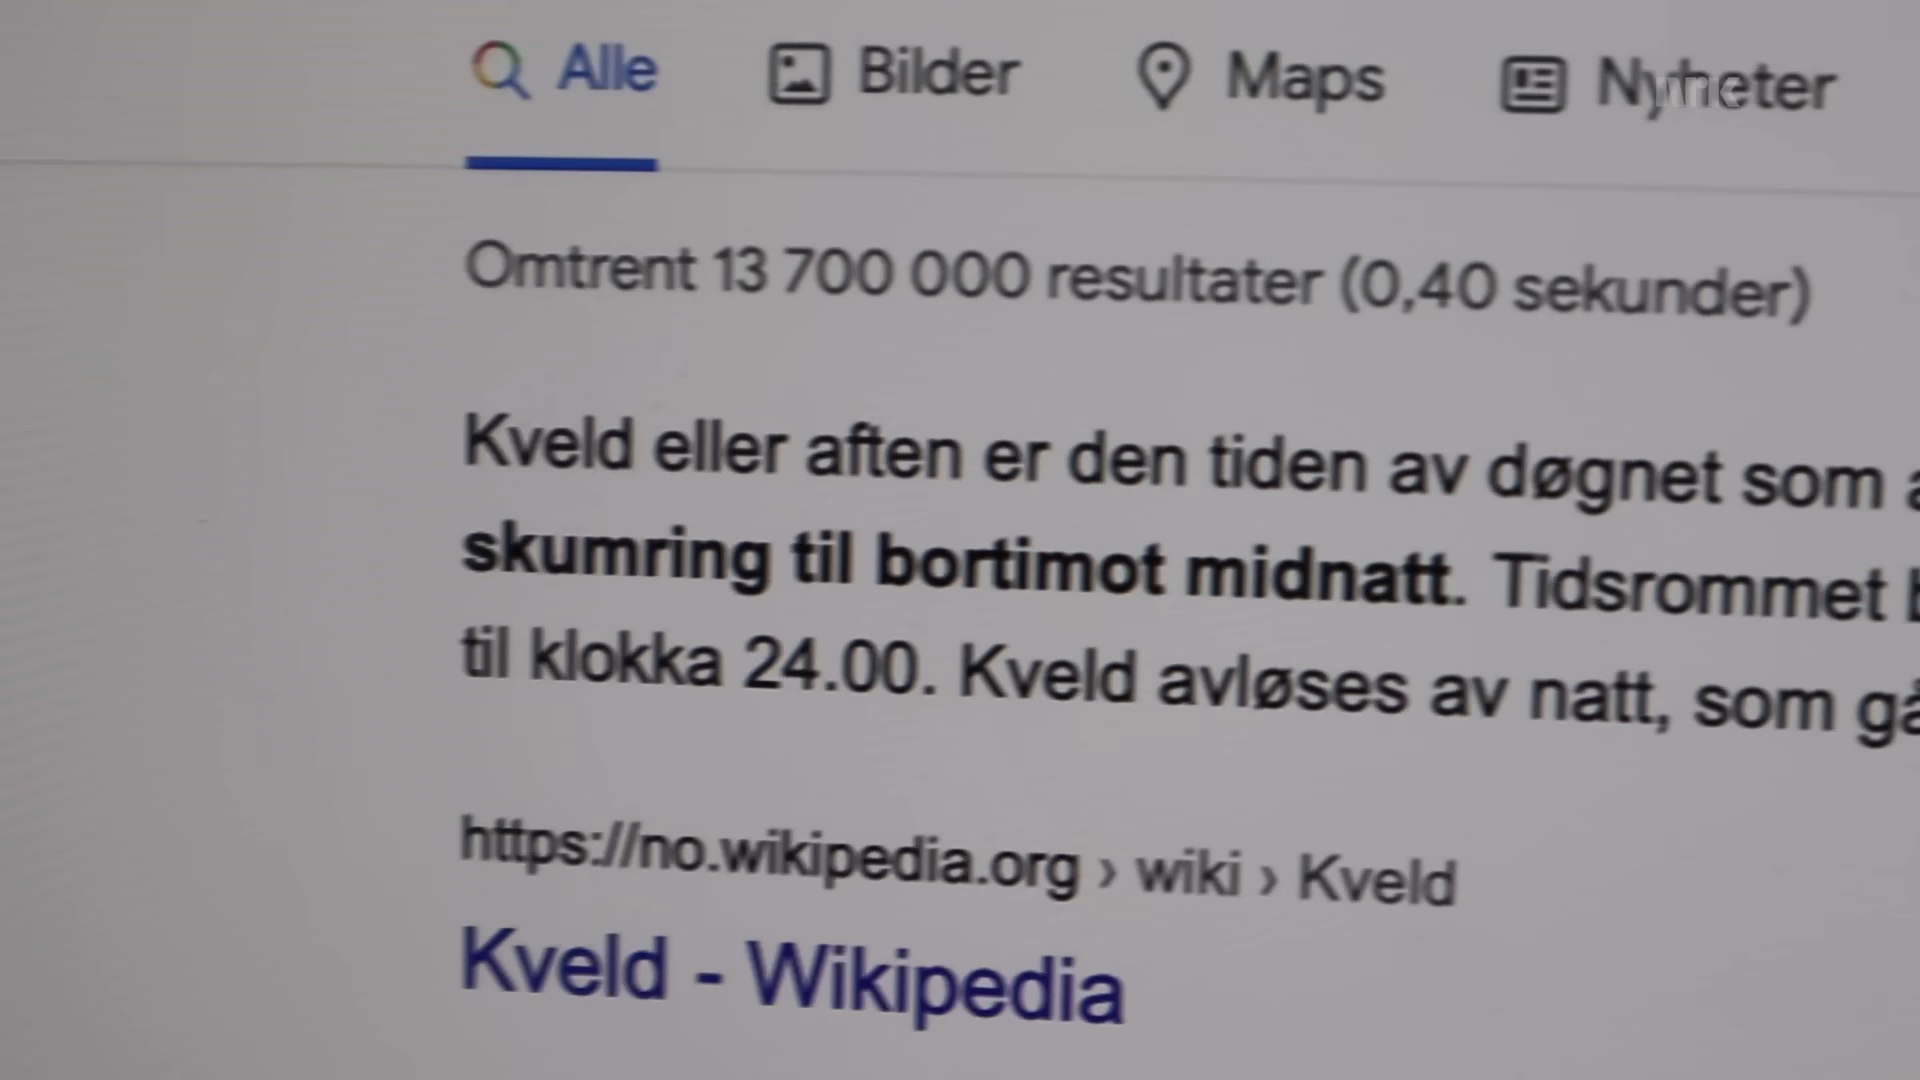 Alle Bilder Maps Nyheter
nrk
Omtrent 13 700 000 resultater (0,40 sekunder)
Kveld eller aften er den tiden av døgnet som
skumring til bortimot midnatt. Tidsrommet
til klokka 24.00. Kveld avløses av natt, som
https://no.wikipedia.org › wiki › Kveld
Kveld - Wikipedia